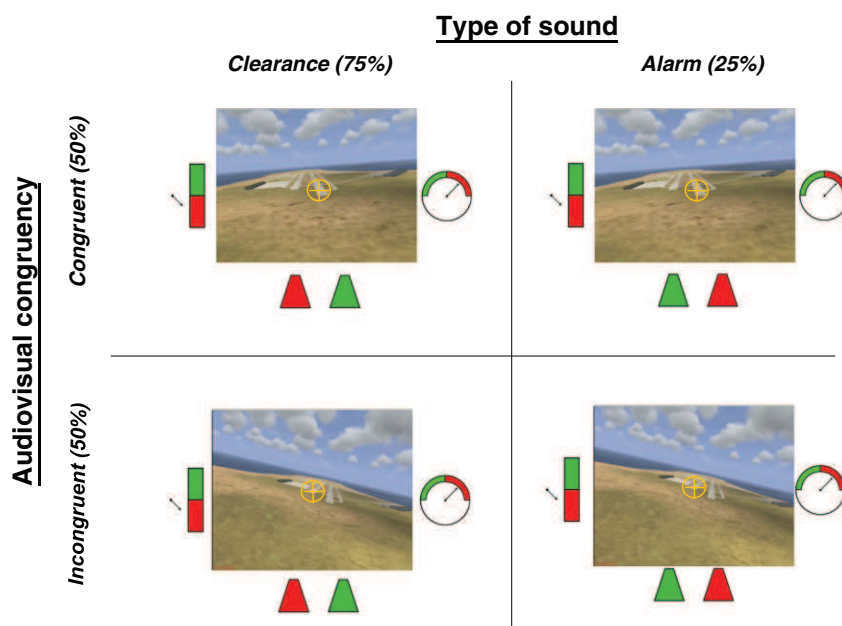 Type of sound
Clearance (75%)
Alarm (25%)
Audiovisual congruency
Congruent (50%)
Incongruent (50%)